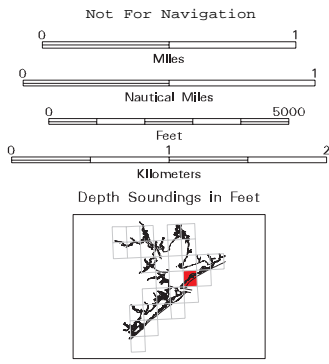 Not For Navigation
0 1
Miles
0 1
Nautical Miles
0 5000
Feet
0 1 2
Kilometers
Depth Soundings in Feet